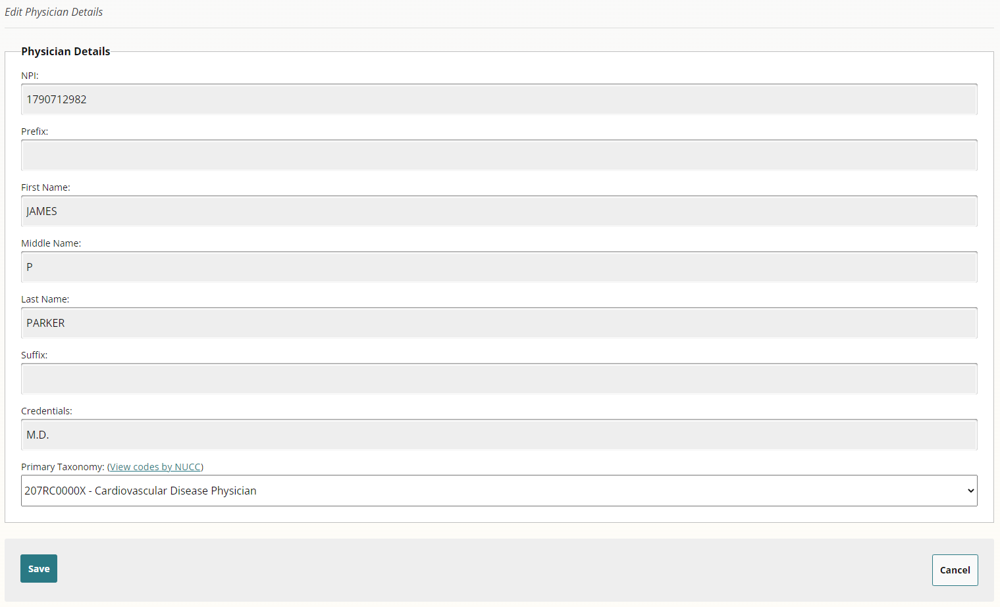 Edit Physician Details
Physician Details
NPI:
1790712982
Prefix:
First Name:
JAMES
Middle Name:
P
Last Name:
PARKER
Suffix:
Credentials:
M.D.
Primary Taxonomy: (View codes by NUCC)
207RC0000X - Cardiovascular Disease Physician
Save
Cancel